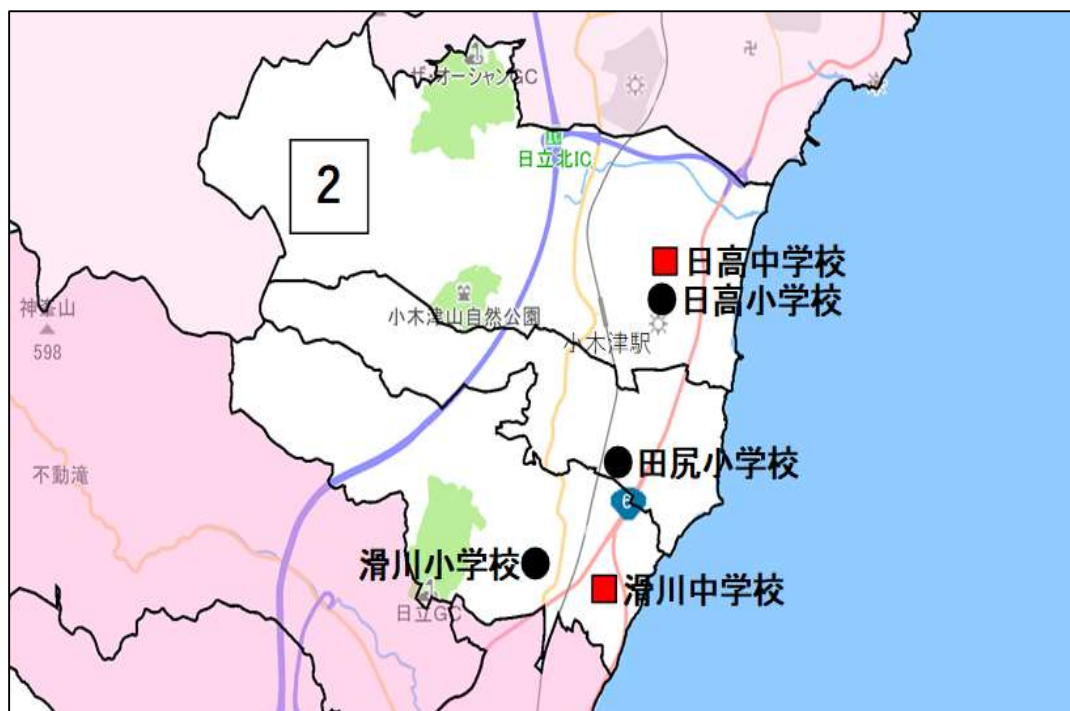 ザ・オーシャンGC
日立北IC
2
日高中学校
日高小学校
神峯山
598
小木津山自然公園
小木津駅
不動滝
田尻小学校
6
滑川小学校
滑川中学校
日立GC